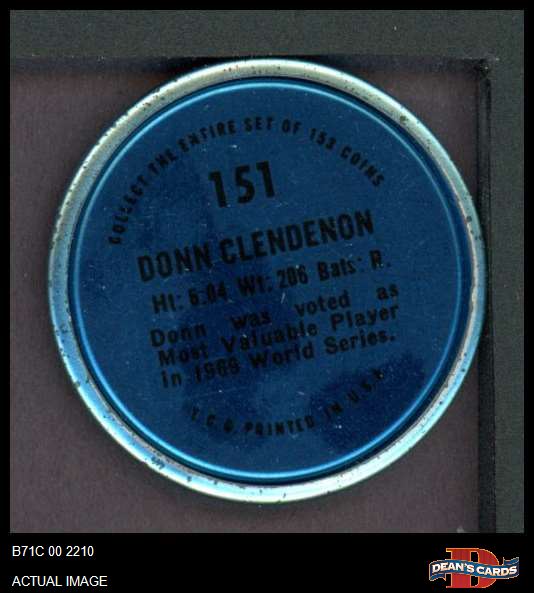 COLLECT THE ENTIRE SET OF 153 COINS
151
DONN CLENDENON
Ht: 6.04 Wt: 206 Bats: R.
Donn was voted as
Most Valuable Player
in 1969 World Series.
T.C.G. PRINTED IN U.S.A.
B71C 00 2210
ACTUAL IMAGE
D
DEAN'S CARDS